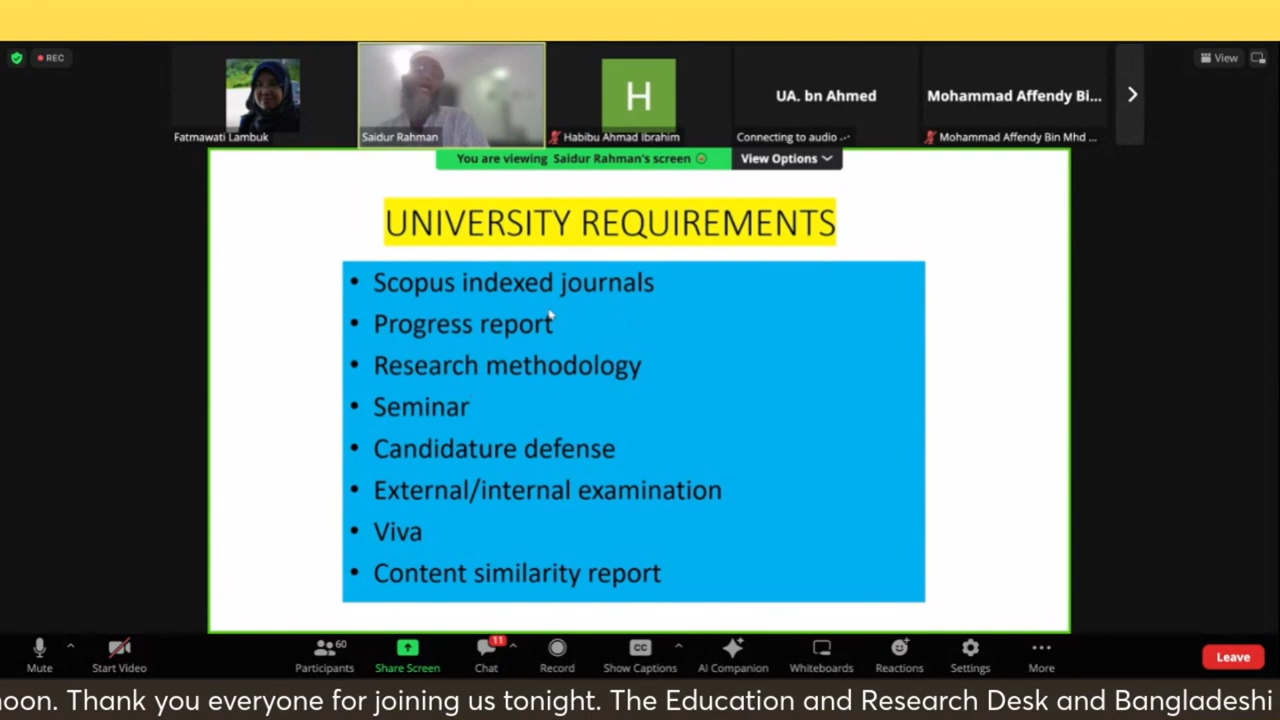 REC
View
Fatmawati Lambuk
Saidur Rahman
H
Habibu Ahmad Ibrahim
UA. bn Ahmed
Connecting to audio ...
Mohammad Affendy Bi...
Mohammad Affendy Bin Mhd ...
You are viewing Saidur Rahman's screen
View Options
UNIVERSITY REQUIREMENTS
• Scopus indexed journals
• Progress report
• Research methodology
• Seminar
• Candidature defense
• External/internal examination
• Viva
• Content similarity report
Mute
Start Video
60
Participants
Share Screen
11
Chat
Record
CC
Show Captions
AI Companion
Whiteboards
Reactions
Settings
More
Leave
noon. Thank you everyone for joining us tonight. The Education and Research Desk and Bangladeshi